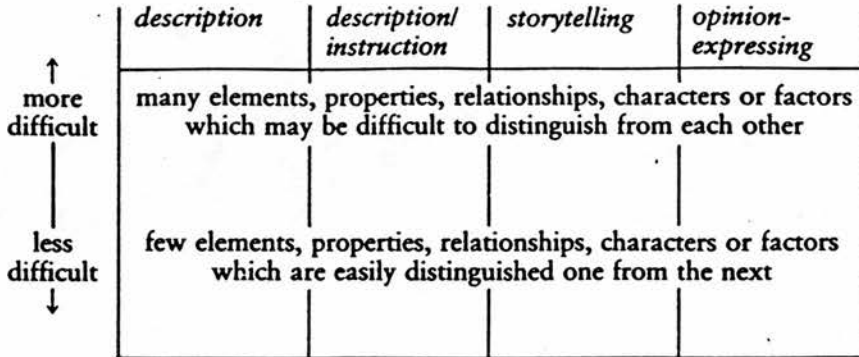 description description/ storytelling opinion-
instruction expressing
↑
more many elements, properties, relationships, characters or factors
difficult which may be difficult to distinguish from each other
less few elements, properties, relationships, characters or factors
difficult which are easily distinguished one from the next
↓